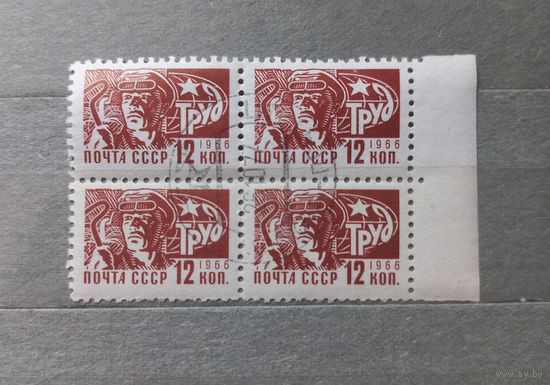 ТРУД ТРУД
1966 1966
ПОЧТА СССР 12 КОП. ПОЧТА СССР 12 КОП.
ТРУД ТРУД
1966 1966
ПОЧТА СССР 12 КОП. ПОЧТА СССР 12 КОП.
www.ay.by